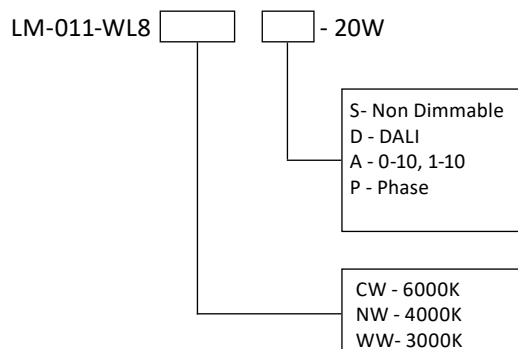 LM-011-WL8 - 20W
S- Non Dimmable
D - DALI
A - 0-10, 1-10
P - Phase
CW - 6000K
NW - 4000K
WW- 3000K